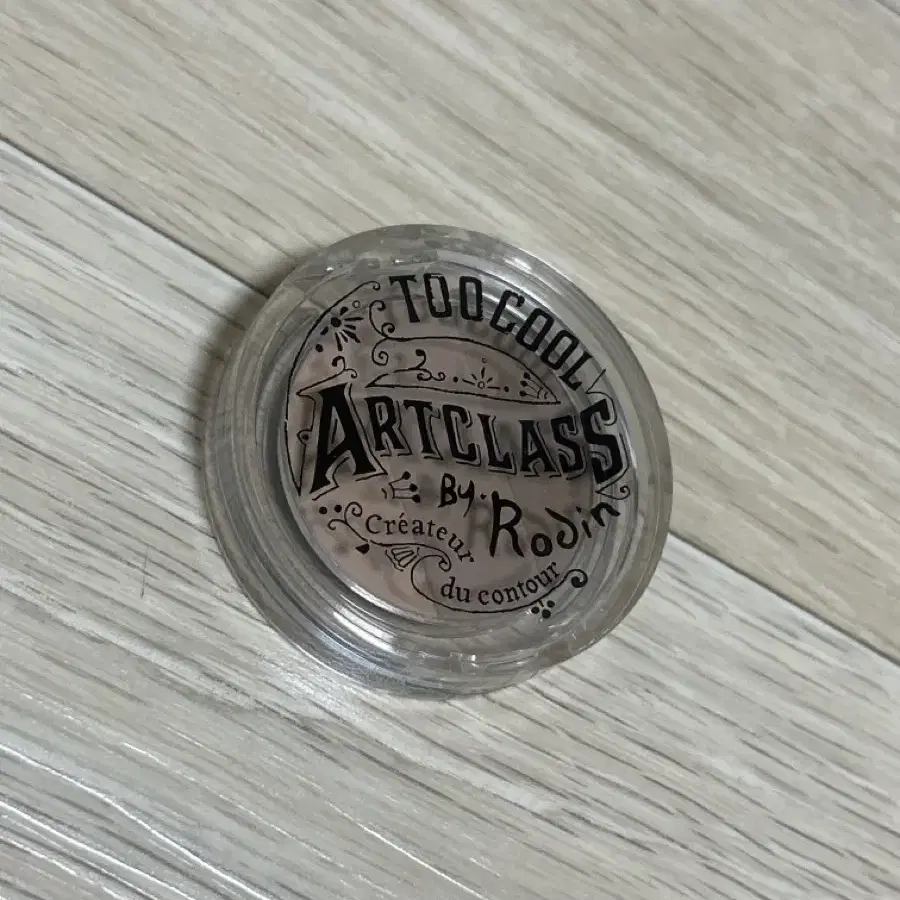 TOO COOL
ARTCLASS
By. Rodin
Créateur
du contour